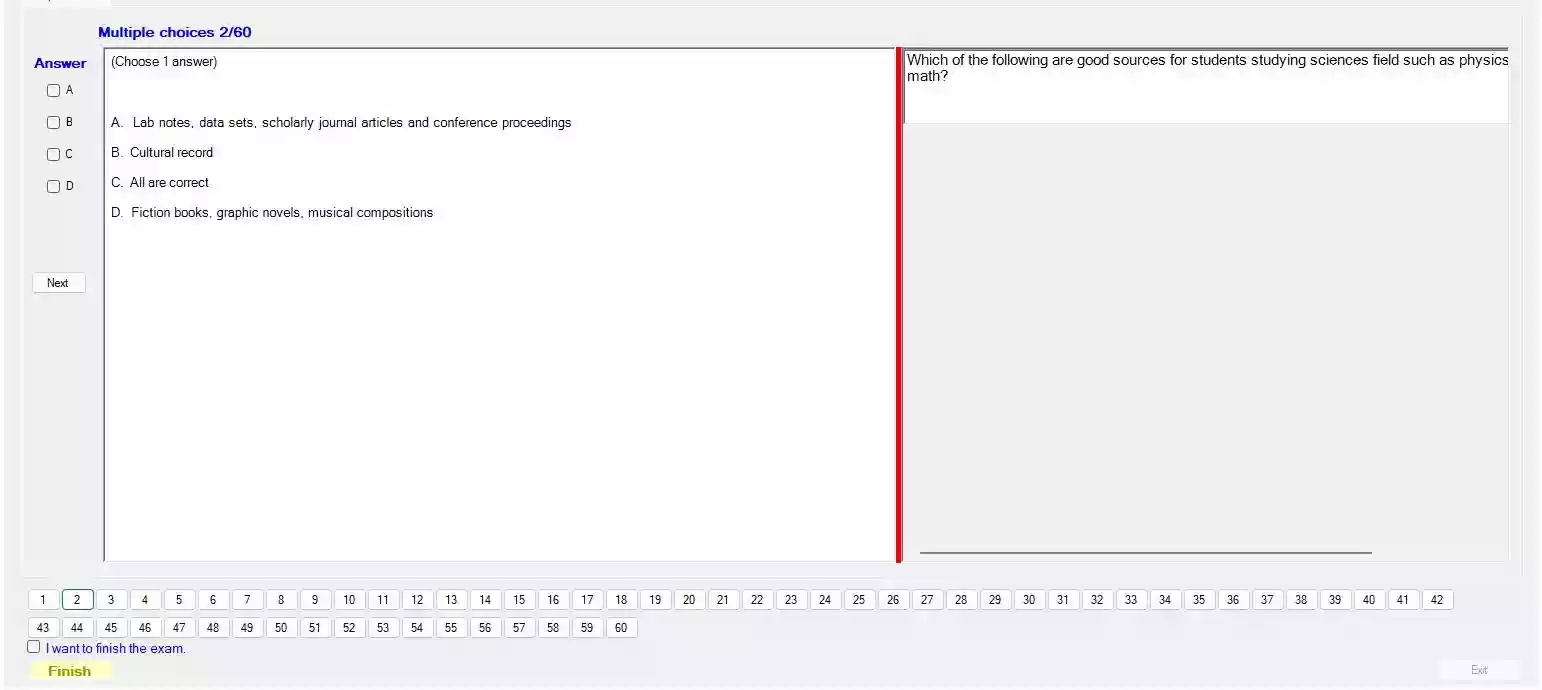 Multiple choices 2/60
Answer
(Choose 1 answer)
Which of the following are good sources for students studying sciences field such as physics
math?
A
B
C
D
A. Lab notes, data sets, scholarly journal articles and conference proceedings
B. Cultural record
C. All are correct
D. Fiction books, graphic novels, musical compositions
Next
1 2 3 4 5 6 7 8 9 10 11 12 13 14 15 16 17 18 19 20 21 22 23 24 25 26 27 28 29 30 31 32 33 34 35 36 37 38 39 40 41 42
43 44 45 46 47 48 49 50 51 52 53 54 55 56 57 58 59 60
I want to finish the exam.
Finish
Exit